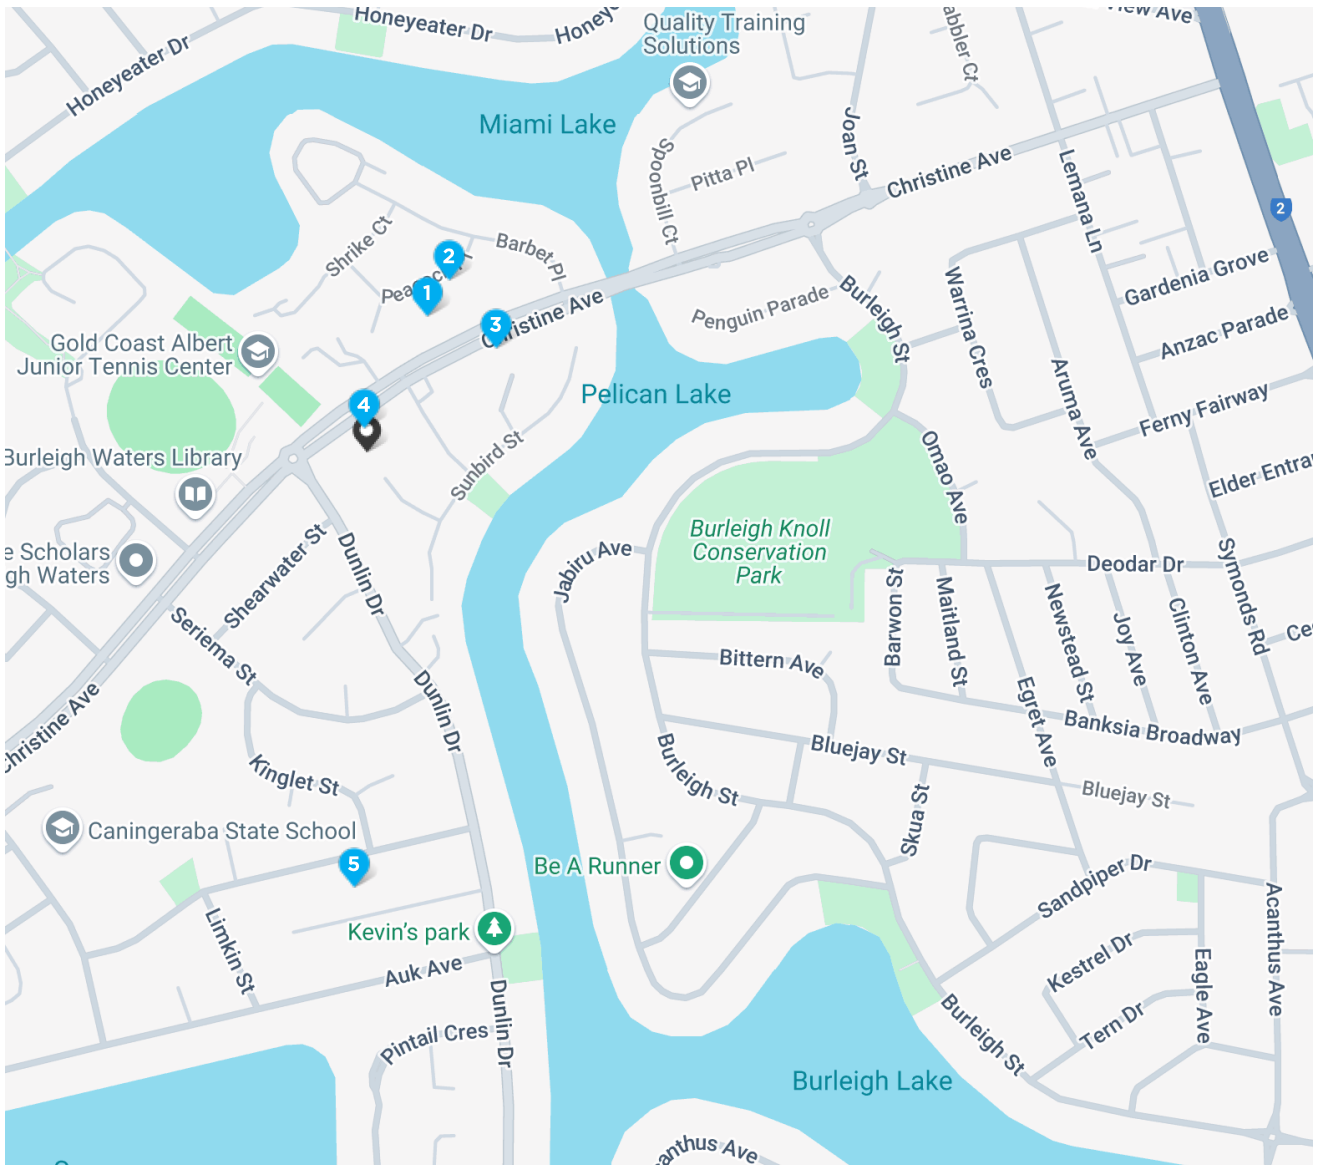 Honeyeater Dr
Quality Training
Solutions
Honeyeater Dr
Miami Lake
Joan St
Spoonbill Ct
Pitta Pl
Christine Ave
Lemana Ln
2
Shrike Ct
Barbet Pl
2
1
3
Christine Ave
Penguin Parade
Burleigh St
Warrina Cres
Gardenia Grove
Anzac Parade
Gold Coast Albert
Junior Tennis Center
Pelican Lake
Aruma Ave
Ferny Fairway
4
Burleigh Waters Library
Sunbird St
Omao Ave
Elder Entra
Burleigh Knoll
Conservation
Park
e Scholars
gh Waters
Shearwater St
Dunlin Dr
Jabiru Ave
Deodar Dr
Symonds Rd
Seriema St
Barwon St
Maitland St
Newstead St
Joy Ave
Clinton Ave
Ce
Bittern Ave
Christine Ave
Dunlin Dr
Egret Ave
Banksia Broadway
Burleigh St
Bluejay St
Bluejay St
Kinglet St
Skua St
Caningeraba State School
5
Be A Runner
Sandpiper Dr
Acanthus Ave
Limkin St
Kevin's park
Auk Ave
Kestrel Dr
Eagle Ave
Dunlin Dr
Pintail Cres
Tern Dr
Burleigh St
Burleigh Lake
anthus Ave